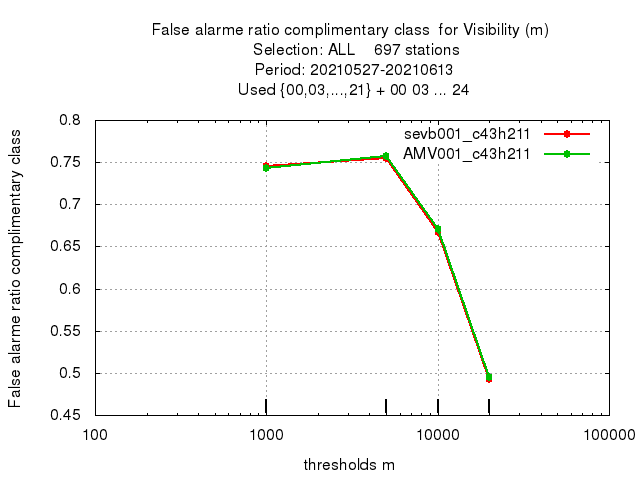 False alarme ratio complimentary class  for Visibility (m)
Selection: ALL    697 stations
Period: 20210527-20210613
Used {00,03,...,21} + 00 03 ... 24
sevb001_c43h211
AMV001_c43h211
False alarme ratio complimentary class
0.8
0.75
0.7
0.65
0.6
0.55
0.5
0.45
100 1000 10000 100000
thresholds m